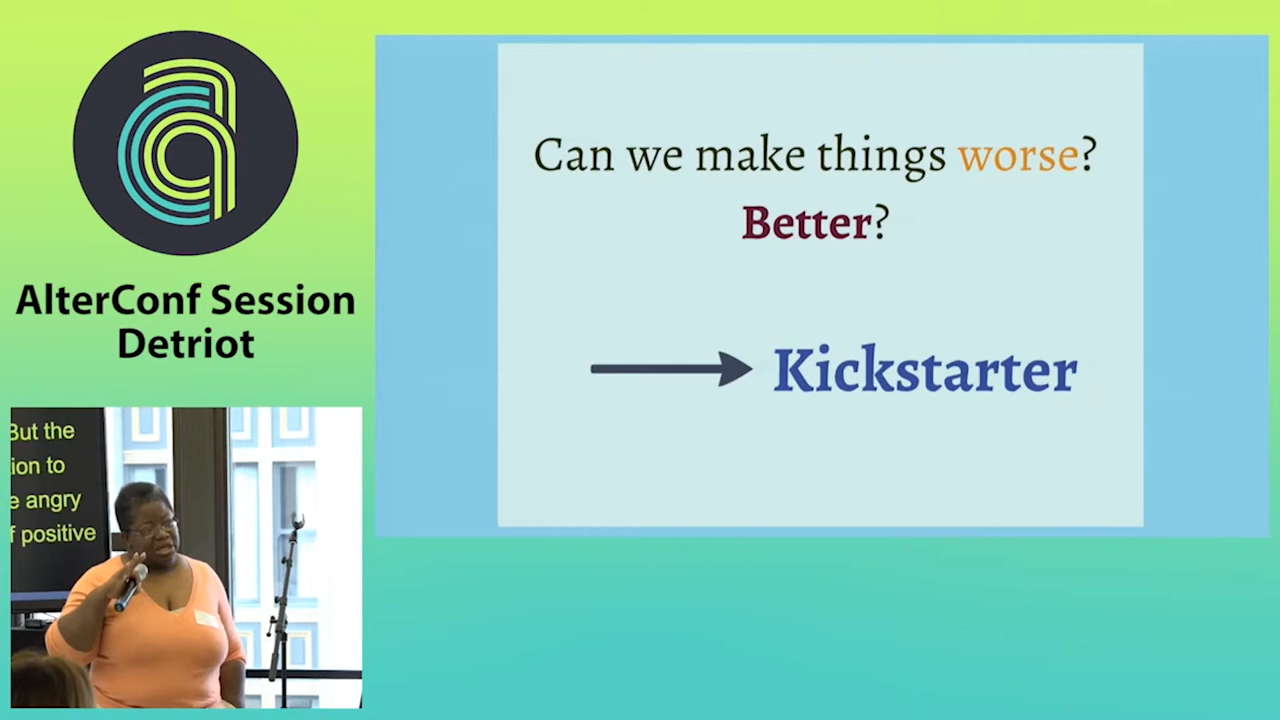 AlterConf Session
Detriot
Can we make things worse?
Better?
Kickstarter
But the
ion to
e angry
f positive